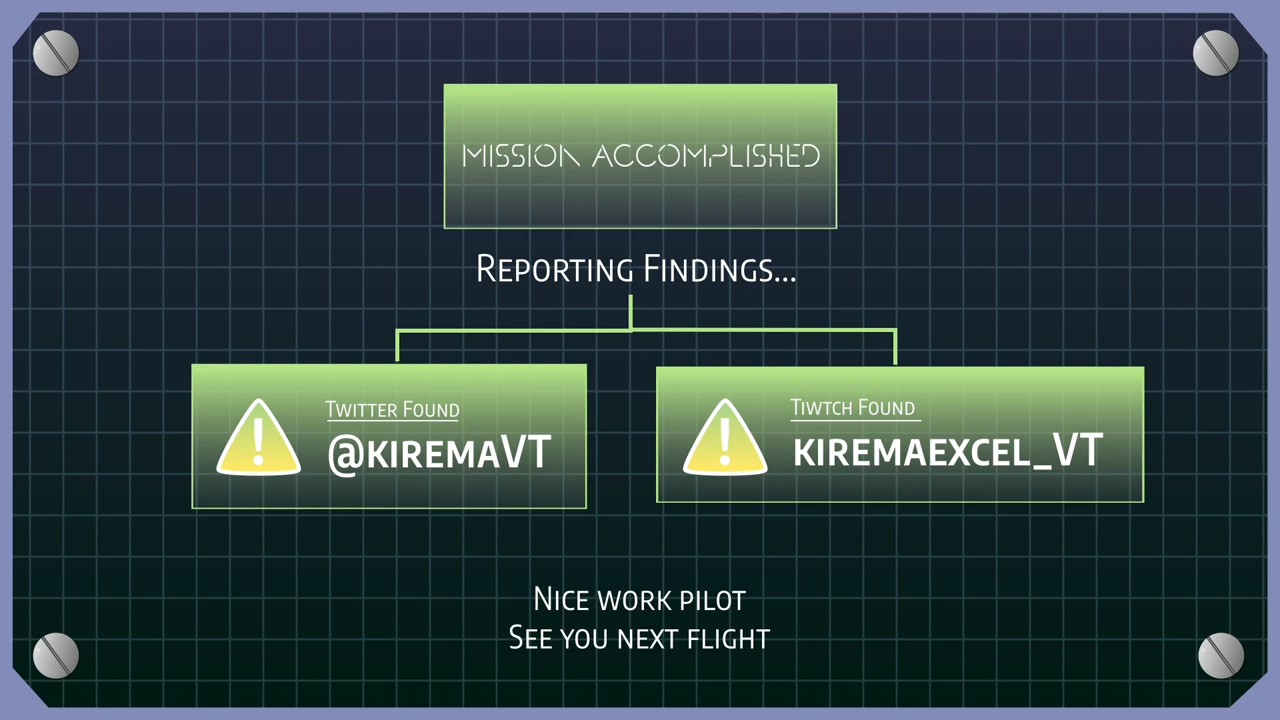 MISSION ACCOMPLISHED
Reporting Findings...
Twitter Found
@kiremaVT
Tiwtch Found
kiremaexcel_VT
Nice work pilot
See you next flight